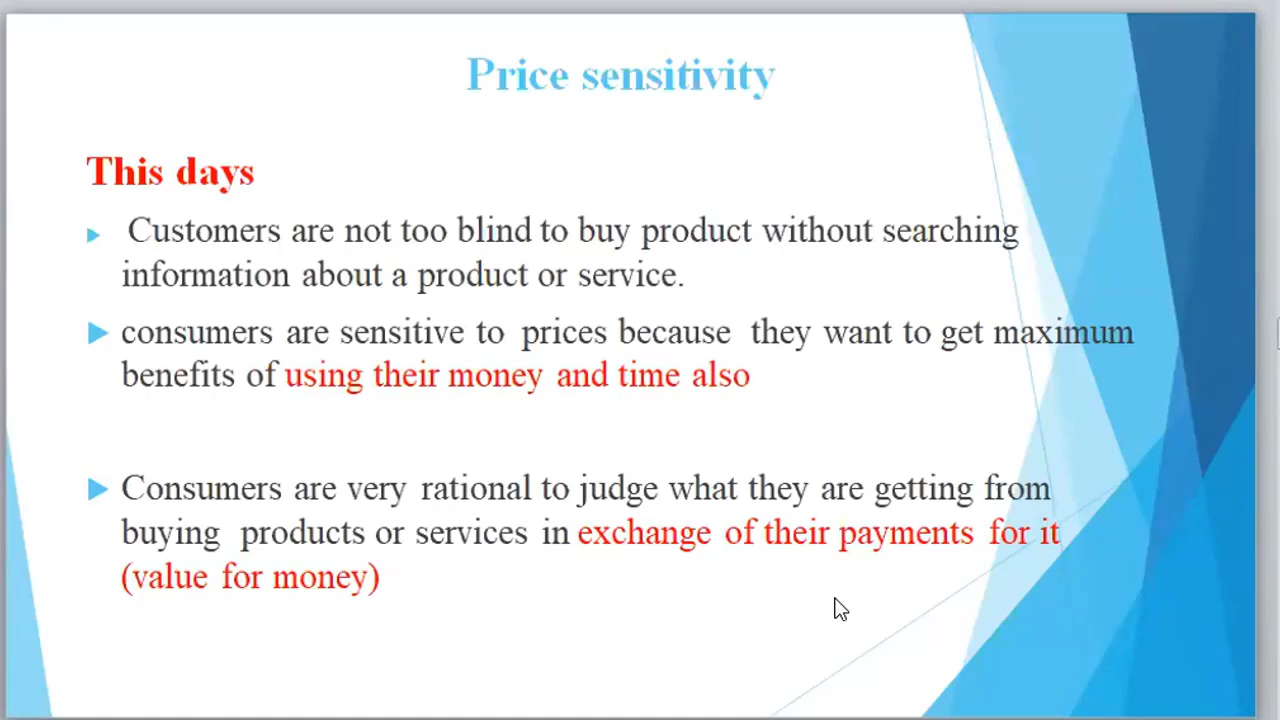 Price sensitivity
This days
Customers are not too blind to buy product without searching
information about a product or service.
consumers are sensitive to prices because they want to get maximum
benefits of using their money and time also
Consumers are very rational to judge what they are getting from
buying products or services in exchange of their payments for it
(value for money)